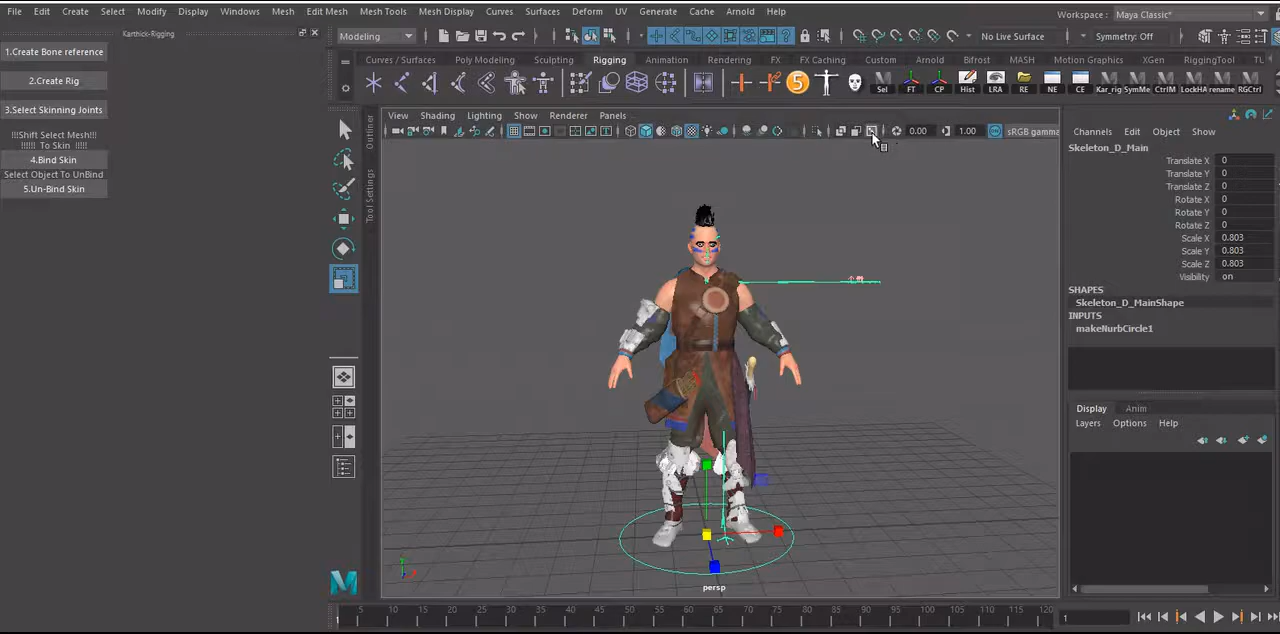 File Edit Create Select Modify Display Windows Mesh Edit Mesh Mesh Tools Mesh Display Curves Surfaces Deform UV Generate Cache Arnold Help
Workspace : Maya Classic*
Karthick-Rigging
Modeling
No Live Surface
Symmetry: Off
1.Create Bone reference
2.Create Rig
3.Select Skinning Joints
!!!Shift Select Mesh!!!
!!!!!! To Skin !!!!!
4.Bind Skin
Select Object To UnBind
5.Un-Bind Skin
Curves / Surfaces Poly Modeling Sculpting Rigging Animation Rendering FX FX Caching Custom Arnold Bifrost MASH Motion Graphics XGen RiggingTool TU
5
Sel FT CP Hist LRA RE NE CE Kar_rig SymMe CtrlM LockHA rename RGCtrl
Outliner
Tool Settings
View Shading Lighting Show Renderer Panels
0.00 1.00 sRGB gamma
persp
Channels Edit Object Show
Skeleton_D_Main
Translate X 0
Translate Y 0
Translate Z 0
Rotate X 0
Rotate Y 0
Rotate Z 0
Scale X 0.803
Scale Y 0.803
Scale Z 0.803
Visibility on
SHAPES
Skeleton_D_MainShape
INPUTS
makeNurbCircle1
Display Anim
Layers Options Help
5 10 15 20 25 30 35 40 45 50 55 60 65 70 75 80 85 90 95 100 105 110 115 120
1